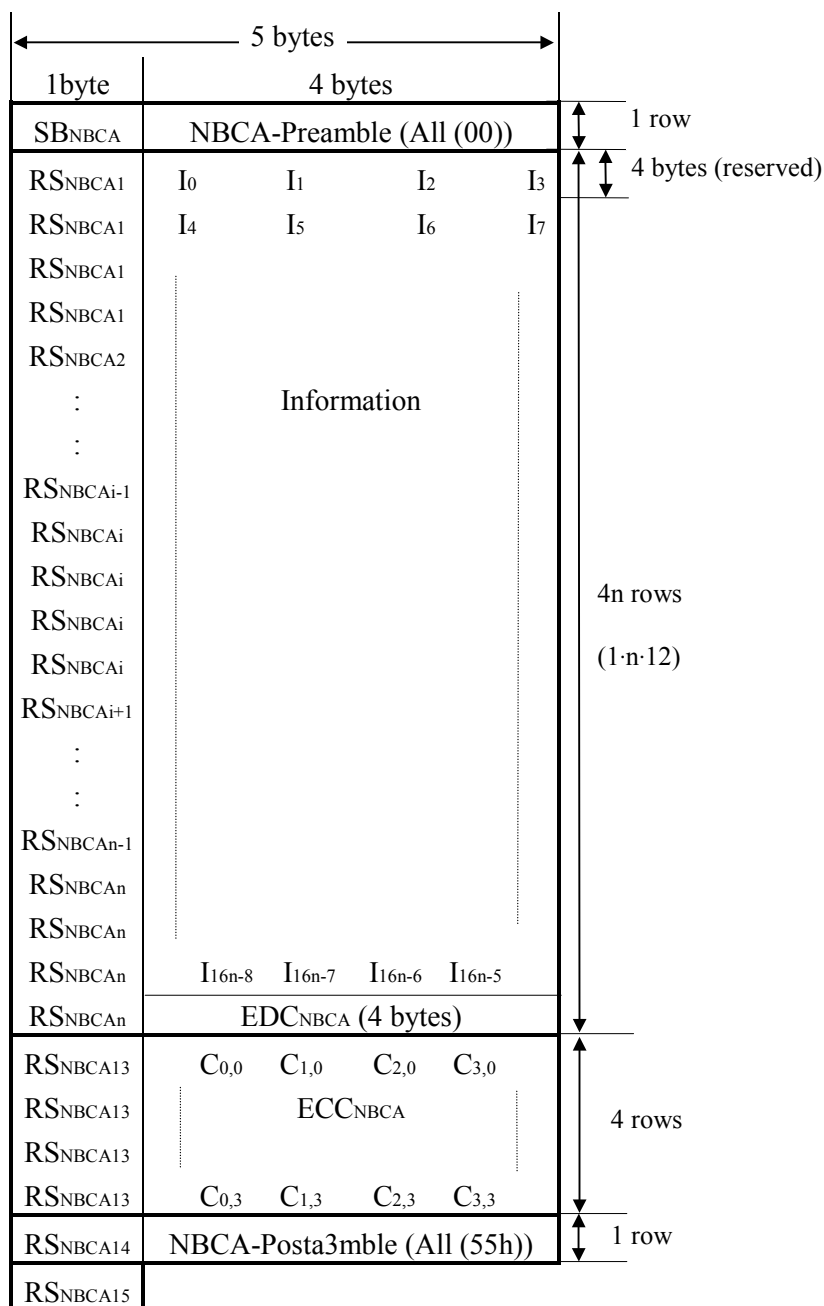 5 bytes
1byte 4 bytes
SBNBCA NBCA-Preamble (All (00)) 1 row
RSNBCA1 I0 I1 I2 I3 4 bytes (reserved)
RSNBCA1 I4 I5 I6 I7
RSNBCA1
RSNBCA1
RSNBCA2
: Information
:
RSNBCAi-1
RSNBCAi
RSNBCAi
RSNBCAi 4n rows
RSNBCAi (1·n·12)
RSNBCAi+1
:
:
RSNBCAn-1
RSNBCAn
RSNBCAn
RSNBCAn I16n-8 I16n-7 I16n-6 I16n-5
RSNBCAn EDCNBCA (4 bytes)
RSNBCA13 C0,0 C1,0 C2,0 C3,0
RSNBCA13 ECCNBCA 4 rows
RSNBCA13
RSNBCA13 C0,3 C1,3 C2,3 C3,3
RSNBCA14 NBCA-Posta3mble (All (55h)) 1 row
RSNBCA15